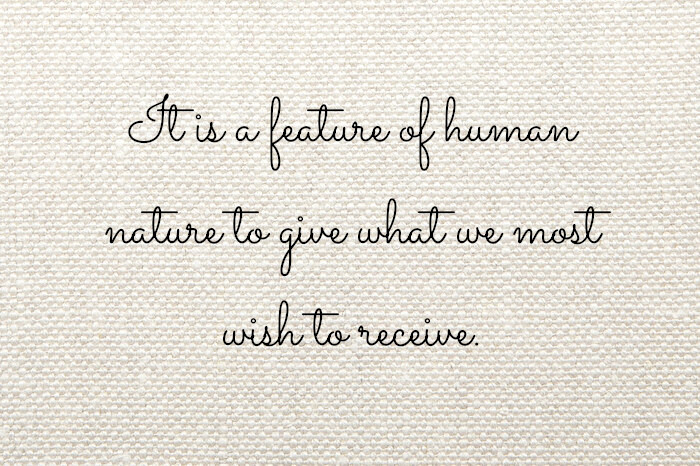 It is a feature of human
nature to give what we most
wish to receive.